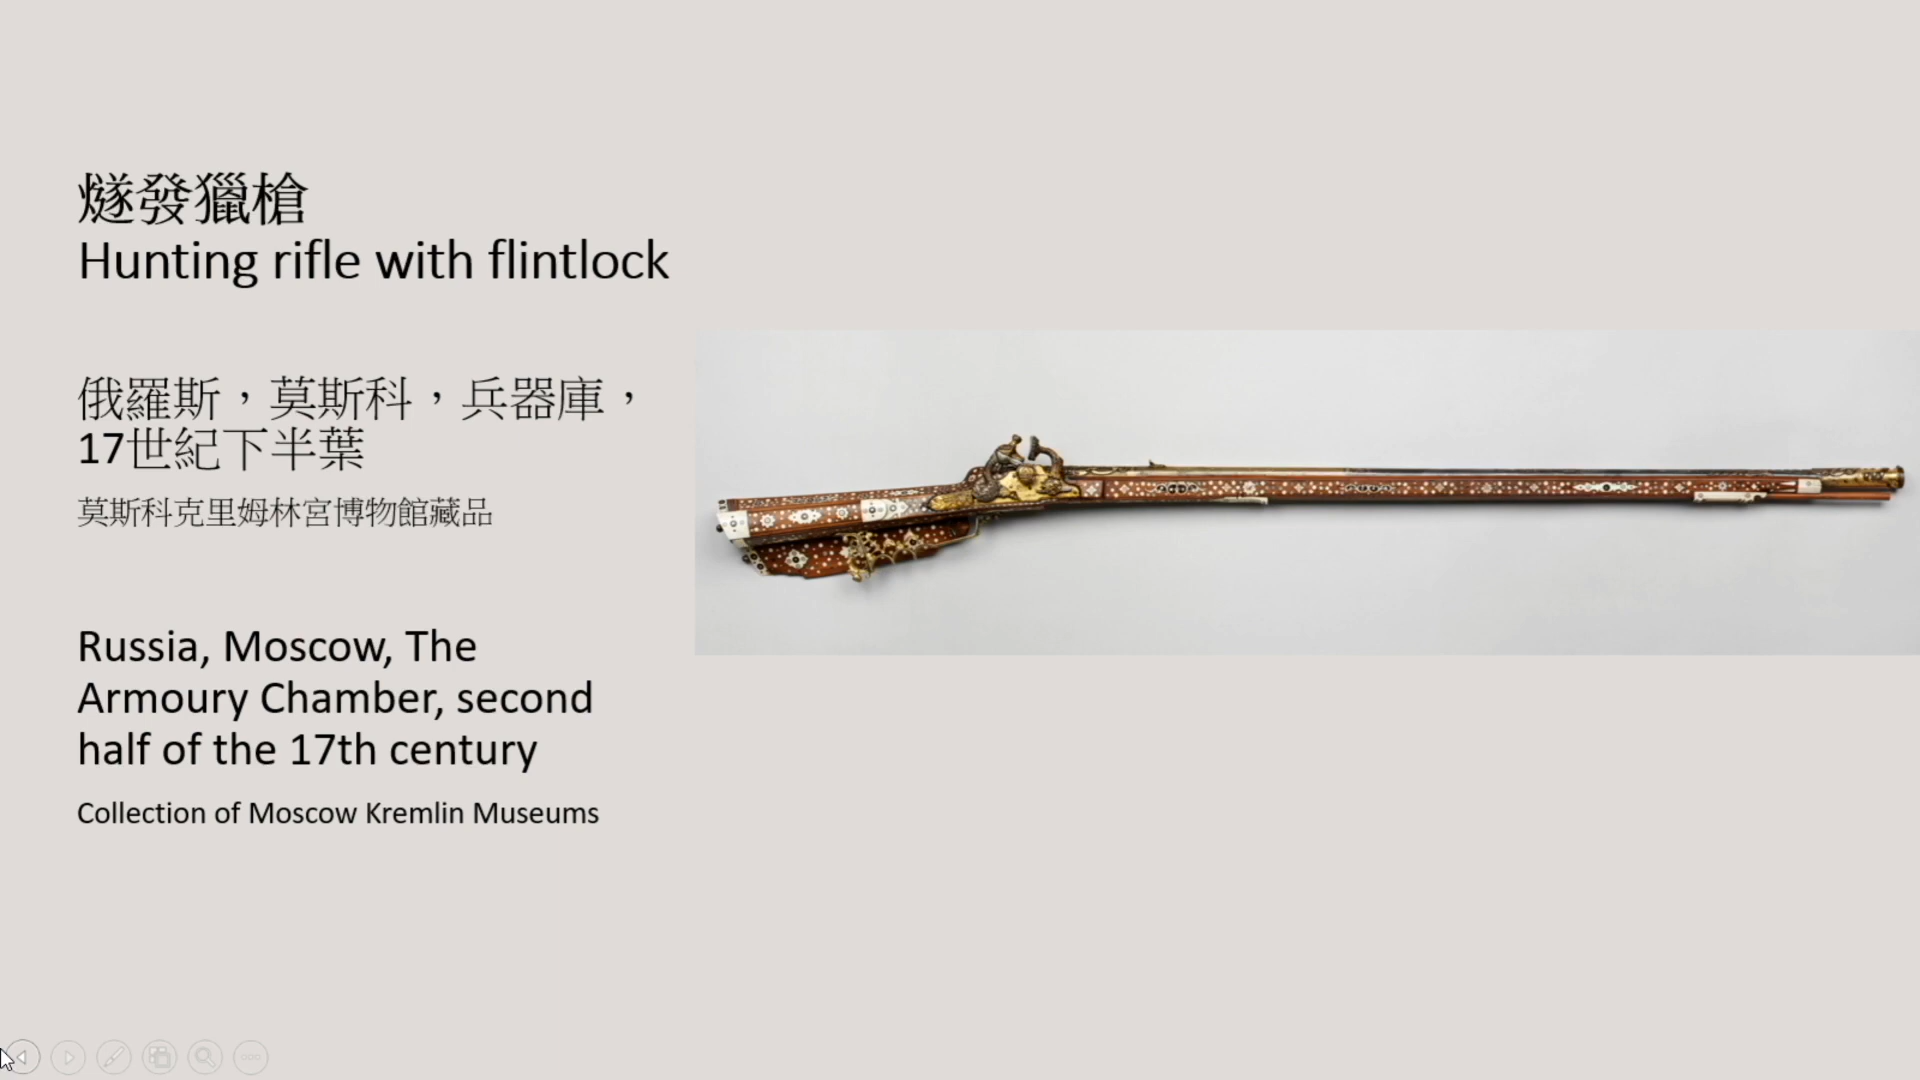 燧發獵槍
Hunting rifle with flintlock
俄羅斯，莫斯科，兵器庫，
17世紀下半葉
莫斯科克里姆林宮博物館藏品
Russia, Moscow, The
Armoury Chamber, second
half of the 17th century
Collection of Moscow Kremlin Museums